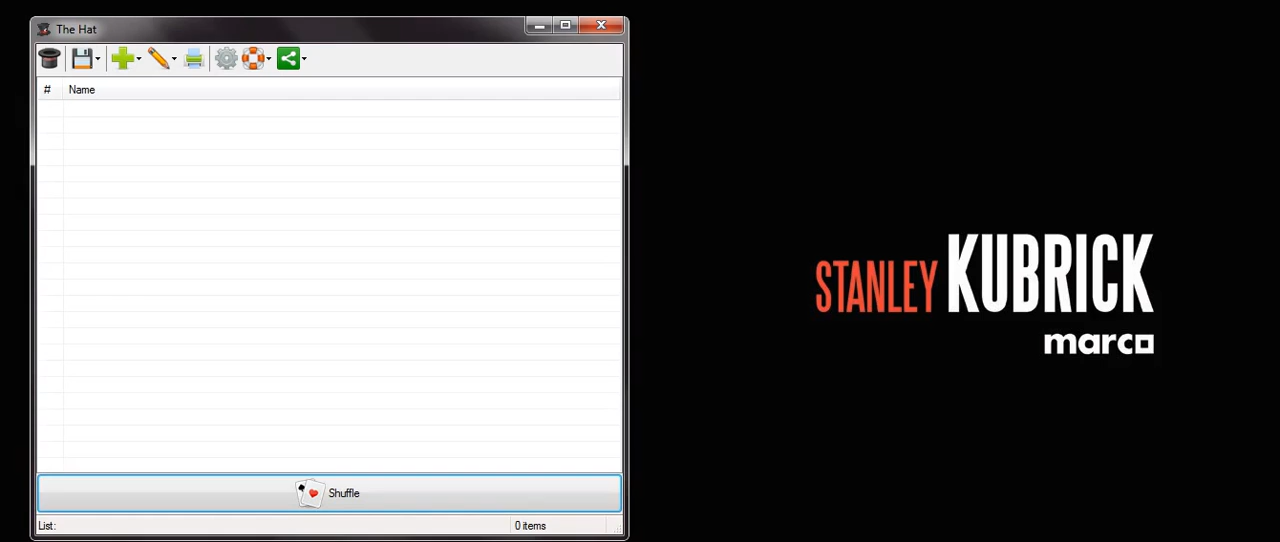 The Hat
# Name
Shuffle
List: 0 items
STANLEY KUBRICK
marco